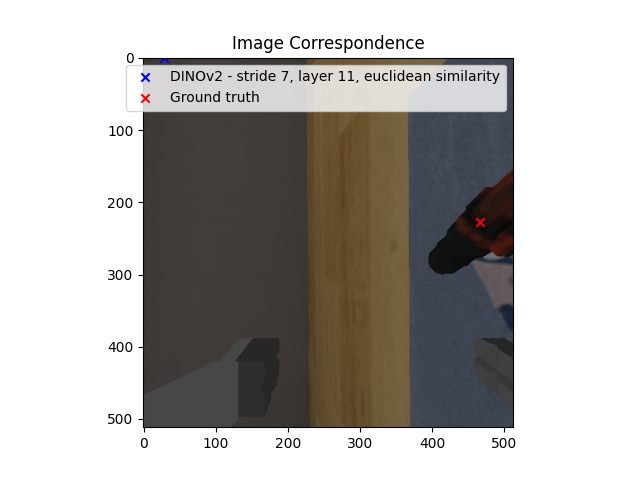 Image Correspondence
DINOv2 - stride 7, layer 11, euclidean similarity
Ground truth
0
100
200
300
400
500
0 100 200 300 400 500